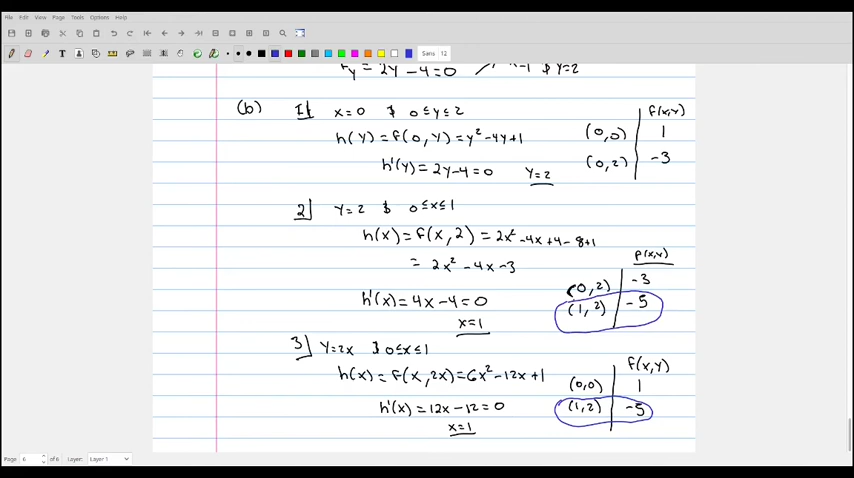 File Edit View Page Tools Options Help
Sans 12
Fy = 2y - 4 = 0 x=1 & y=2
(b) 1] x=0 & 0≤y≤2
h(y) = f(0, y) = y² - 4y + 1
h'(y) = 2y - 4 = 0 y=2
f(x,y)
(0,0) 1
(0,2) -3
2] y=2 & 0≤x≤1
h(x) = f(x, 2) = 2x² - 4x + 4 - 8 + 1
= 2x² - 4x - 3
h'(x) = 4x - 4 = 0
x=1
f(x,y)
(0,2) -3
(1,2) -5
3] y=2x & 0≤x≤1
h(x) = f(x, 2x) = 6x² - 12x + 1
h'(x) = 12x - 12 = 0
x=1
f(x,y)
(0,0) 1
(1,2) -5
Page 6 of 6 Layer: Layer 1